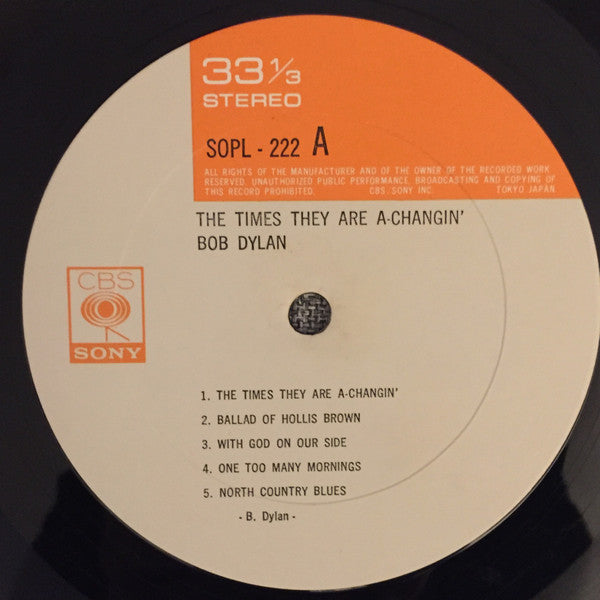 33 1/3
STEREO
SOPL - 222 A
ALL RIGHTS OF THE MANUFACTURER AND OF THE OWNER OF THE RECORDED WORK
RESERVED. UNAUTHORIZED PUBLIC PERFORMANCE, BROADCASTING AND COPYING OF
THIS RECORD PROHIBITED. CBS/SONY INC. TOKYO JAPAN
THE TIMES THEY ARE A-CHANGIN'
BOB DYLAN
CBS
SONY
1. THE TIMES THEY ARE A-CHANGIN'
2. BALLAD OF HOLLIS BROWN
3. WITH GOD ON OUR SIDE
4. ONE TOO MANY MORNINGS
5. NORTH COUNTRY BLUES
- B. Dylan -